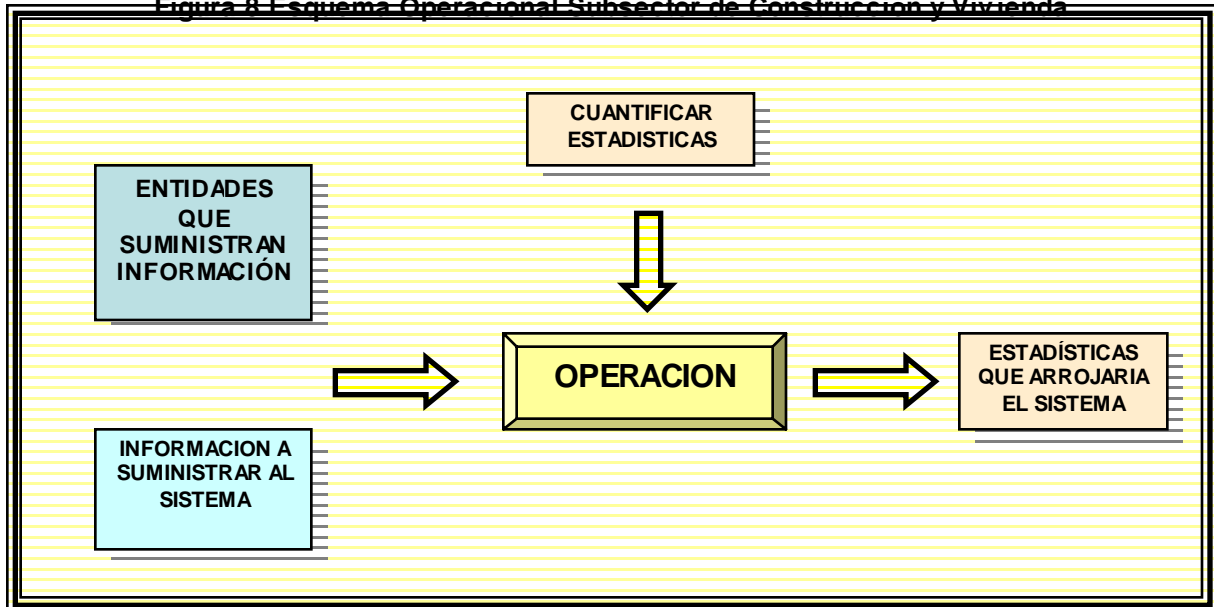 Figura 8 Esquema Operacional Subsector de Construcción y Vivienda
CUANTIFICAR
ESTADISTICAS
ENTIDADES
QUE
SUMINISTRAN
INFORMACIÓN
OPERACION
ESTADÍSTICAS
QUE ARROJARIA
EL SISTEMA
INFORMACION A
SUMINISTRAR AL
SISTEMA